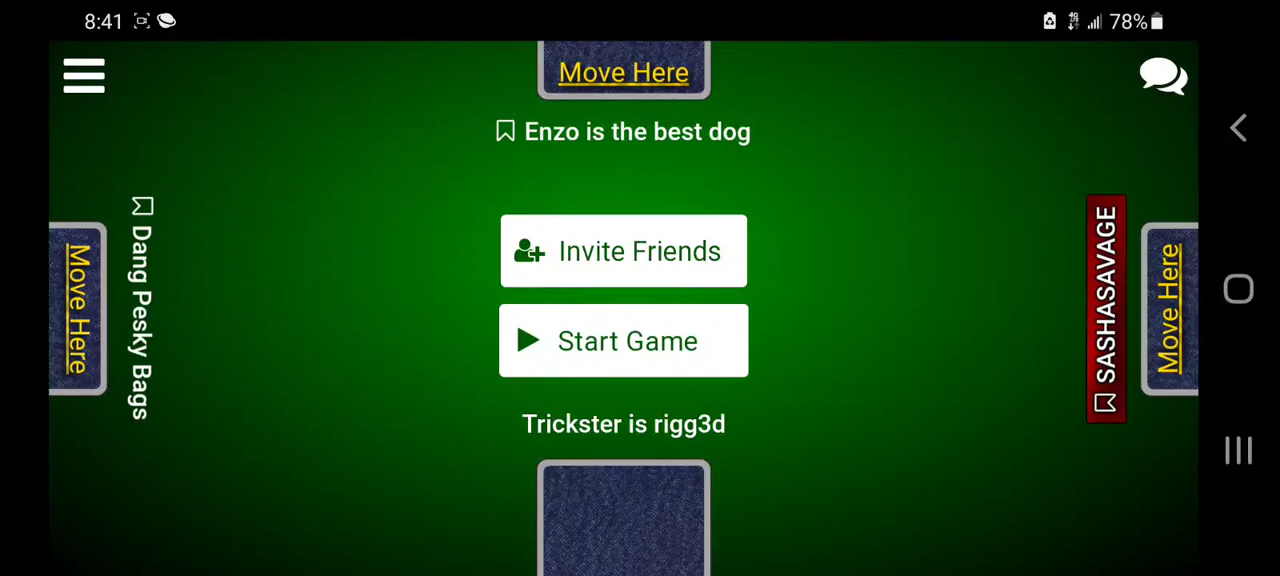 8:41
78%
Move Here
Enzo is the best dog
Move Here
Dang Pesky Bags
Invite Friends
Start Game
SASHASAVAGE
Move Here
Trickster is rigg3d